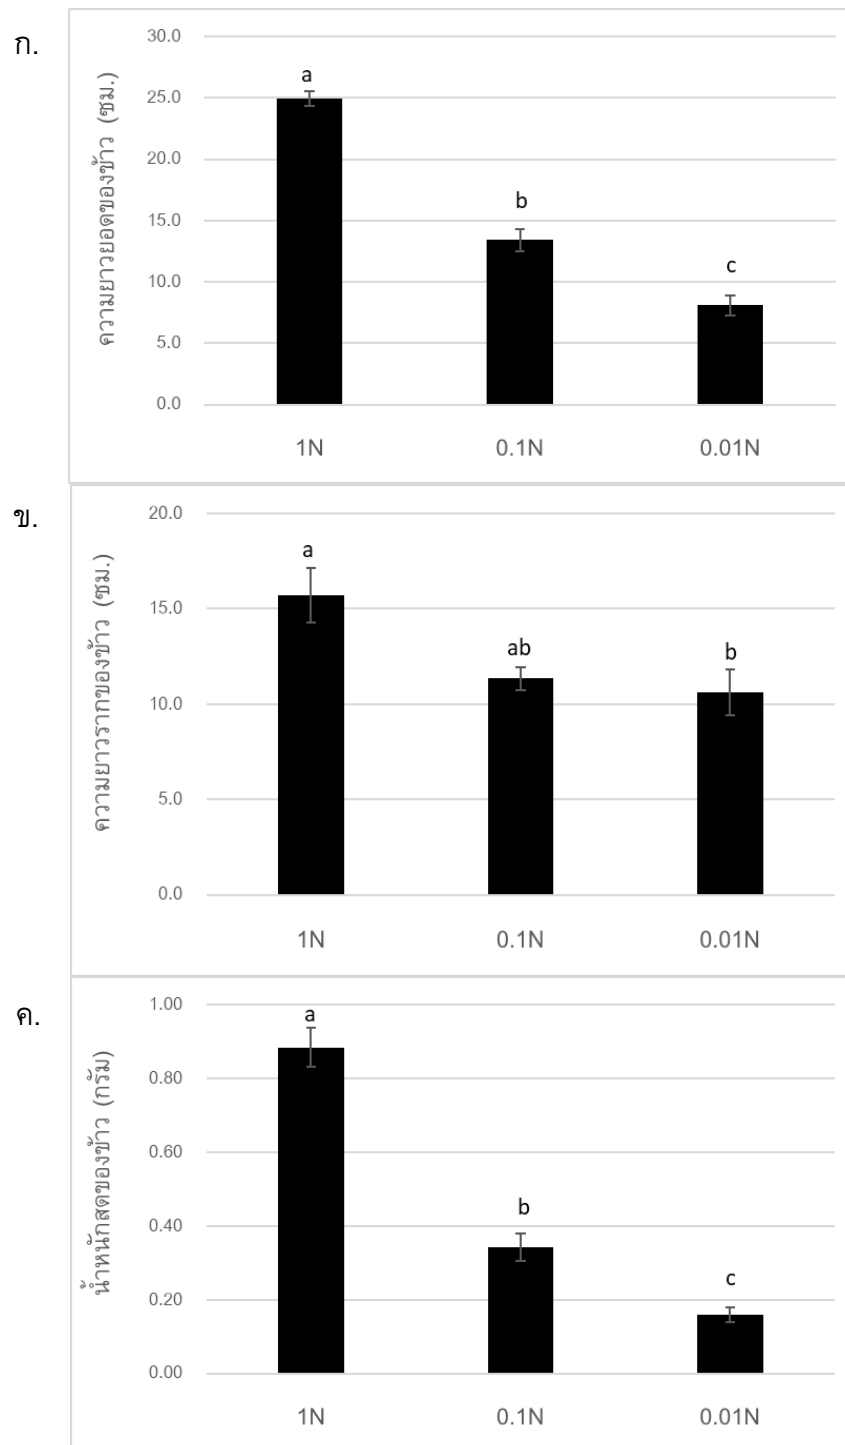 ก.
ความยาวยอดของข้าว (ซม.)
30.0
25.0
20.0
15.0
10.0
5.0
0.0
a
b
c
1N 0.1N 0.01N
ข.
ความยาวรากของข้าว (ซม.)
20.0
15.0
10.0
5.0
0.0
a
ab
b
1N 0.1N 0.01N
ค.
น้ำหนักสดของข้าว (กรัม)
1.00
0.80
0.60
0.40
0.20
0.00
a
b
c
1N 0.1N 0.01N